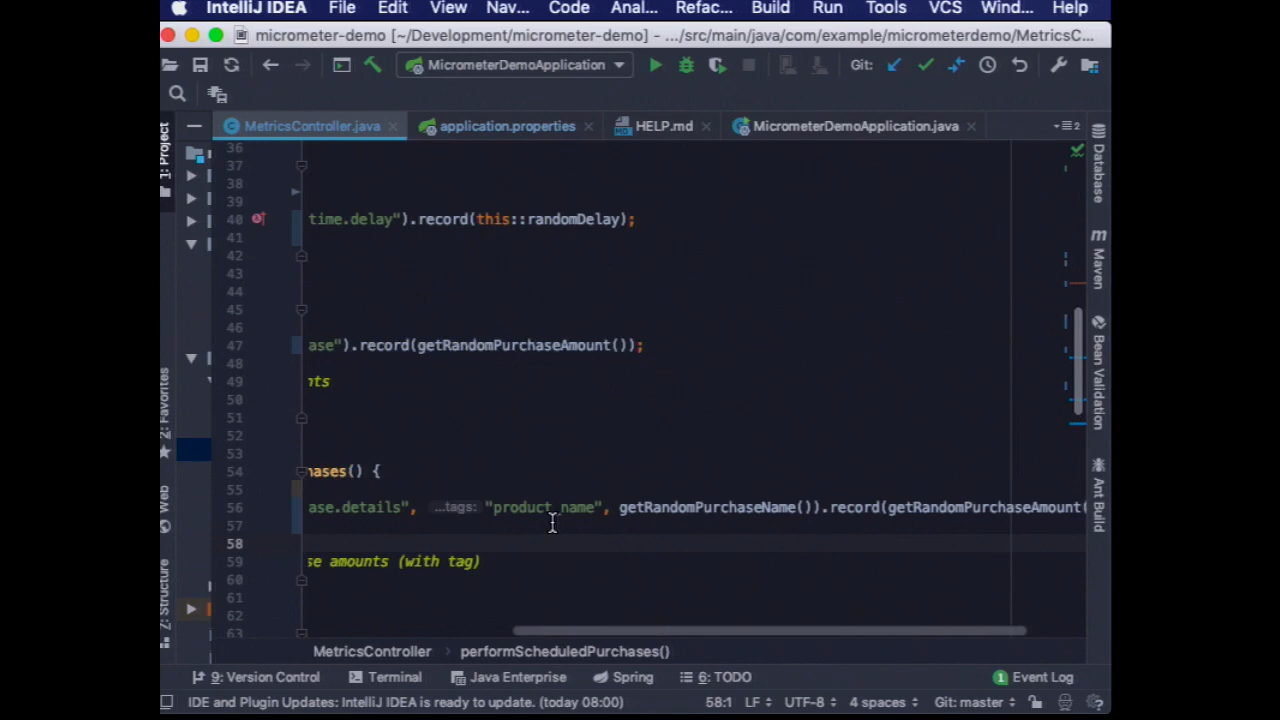 IntelliJ IDEA File Edit View Nav... Code Anal... Refac... Build Run Tools VCS Wind... Help
micrometer-demo [~/Development/micrometer-demo] - .../src/main/java/com/example/micrometerdemo/MetricsC...
MicrometerDemoApplication Git:
MetricsController.java application.properties HELP.md MicrometerDemoApplication.java 2
1: Project
2: Favorites
Web
7: Structure
36
37
38
39
40 time.delay").record(this::randomDelay);
41
42
43
44
45
46
47 ase").record(getRandomPurchaseAmount());
48
49 nts
50
51
52
53
54 hases() {
55
56 ase.details", ...tags: "product_name", getRandomPurchaseName()).record(getRandomPurchaseAmount(
57
58
59 se amounts (with tag)
60
61
62
63
Database
Maven
Bean Validation
Ant Build
MetricsController performScheduledPurchases()
9: Version Control Terminal Java Enterprise Spring 6: TODO 1 Event Log
IDE and Plugin Updates: IntelliJ IDEA is ready to update. (today 08:00) 58:1 LF UTF-8 4 spaces Git: master